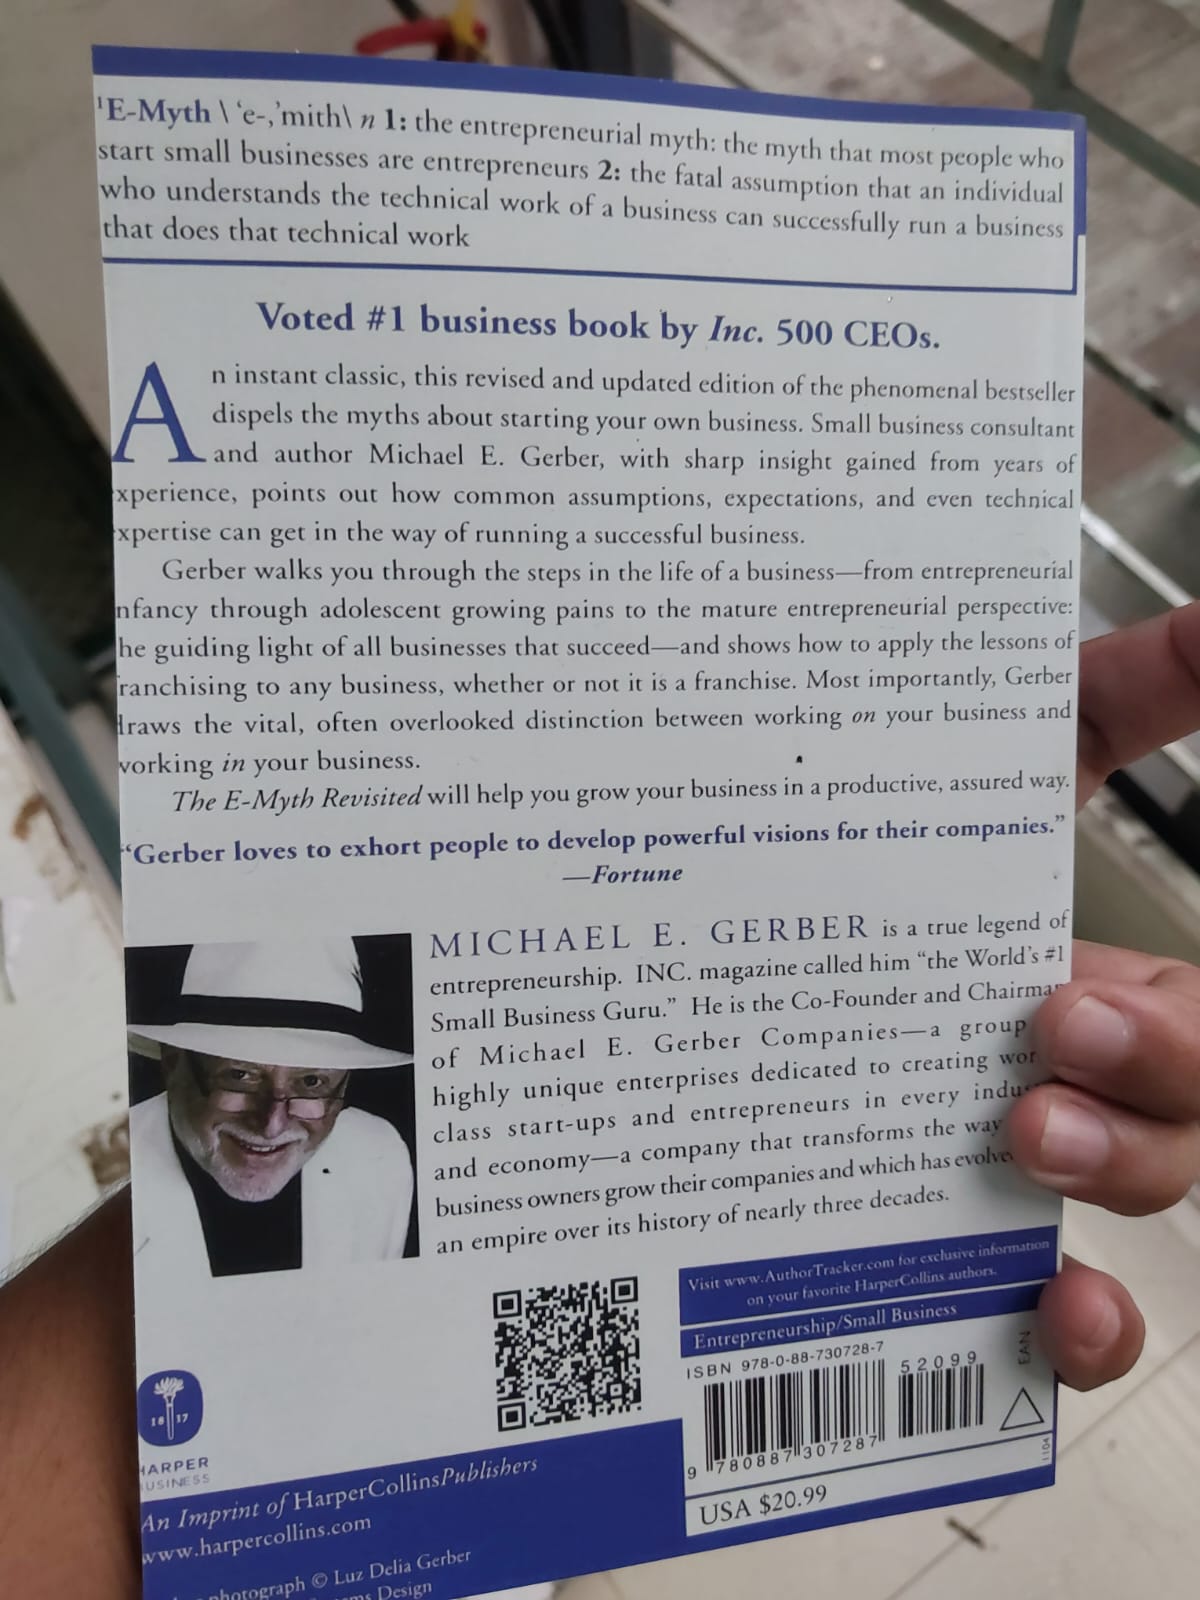 ¹E-Myth \ ‘e-,’mith\ n 1: the entrepreneurial myth: the myth that most people who
start small businesses are entrepreneurs 2: the fatal assumption that an individual
who understands the technical work of a business can successfully run a business
that does that technical work
Voted #1 business book by Inc. 500 CEOs.
An instant classic, this revised and updated edition of the phenomenal bestseller
dispels the myths about starting your own business. Small business consultant
and author Michael E. Gerber, with sharp insight gained from years of
xperience, points out how common assumptions, expectations, and even technical
xpertise can get in the way of running a successful business.
Gerber walks you through the steps in the life of a business—from entrepreneurial
nfancy through adolescent growing pains to the mature entrepreneurial perspective:
he guiding light of all businesses that succeed—and shows how to apply the lessons of
ranchising to any business, whether or not it is a franchise. Most importantly, Gerber
draws the vital, often overlooked distinction between working on your business and
working in your business.
The E-Myth Revisited will help you grow your business in a productive, assured way.
“Gerber loves to exhort people to develop powerful visions for their companies.”
—Fortune
MICHAEL E. GERBER is a true legend of
entrepreneurship. INC. magazine called him “the World’s #1
Small Business Guru.” He is the Co-Founder and Chairman
of Michael E. Gerber Companies—a group
highly unique enterprises dedicated to creating wor
class start-ups and entrepreneurs in every indus
and economy—a company that transforms the way
business owners grow their companies and which has evolve
an empire over its history of nearly three decades.
Visit www.AuthorTracker.com for exclusive information
on your favorite HarperCollins authors.
Entrepreneurship/Small Business
ISBN 978-0-88-730728-7
52099
EAN
9 780887 307287
1104
USA $20.99
18 17
HARPER
BUSINESS
An Imprint of HarperCollinsPublishers
www.harpercollins.com
photograph © Luz Delia Gerber
ms Design